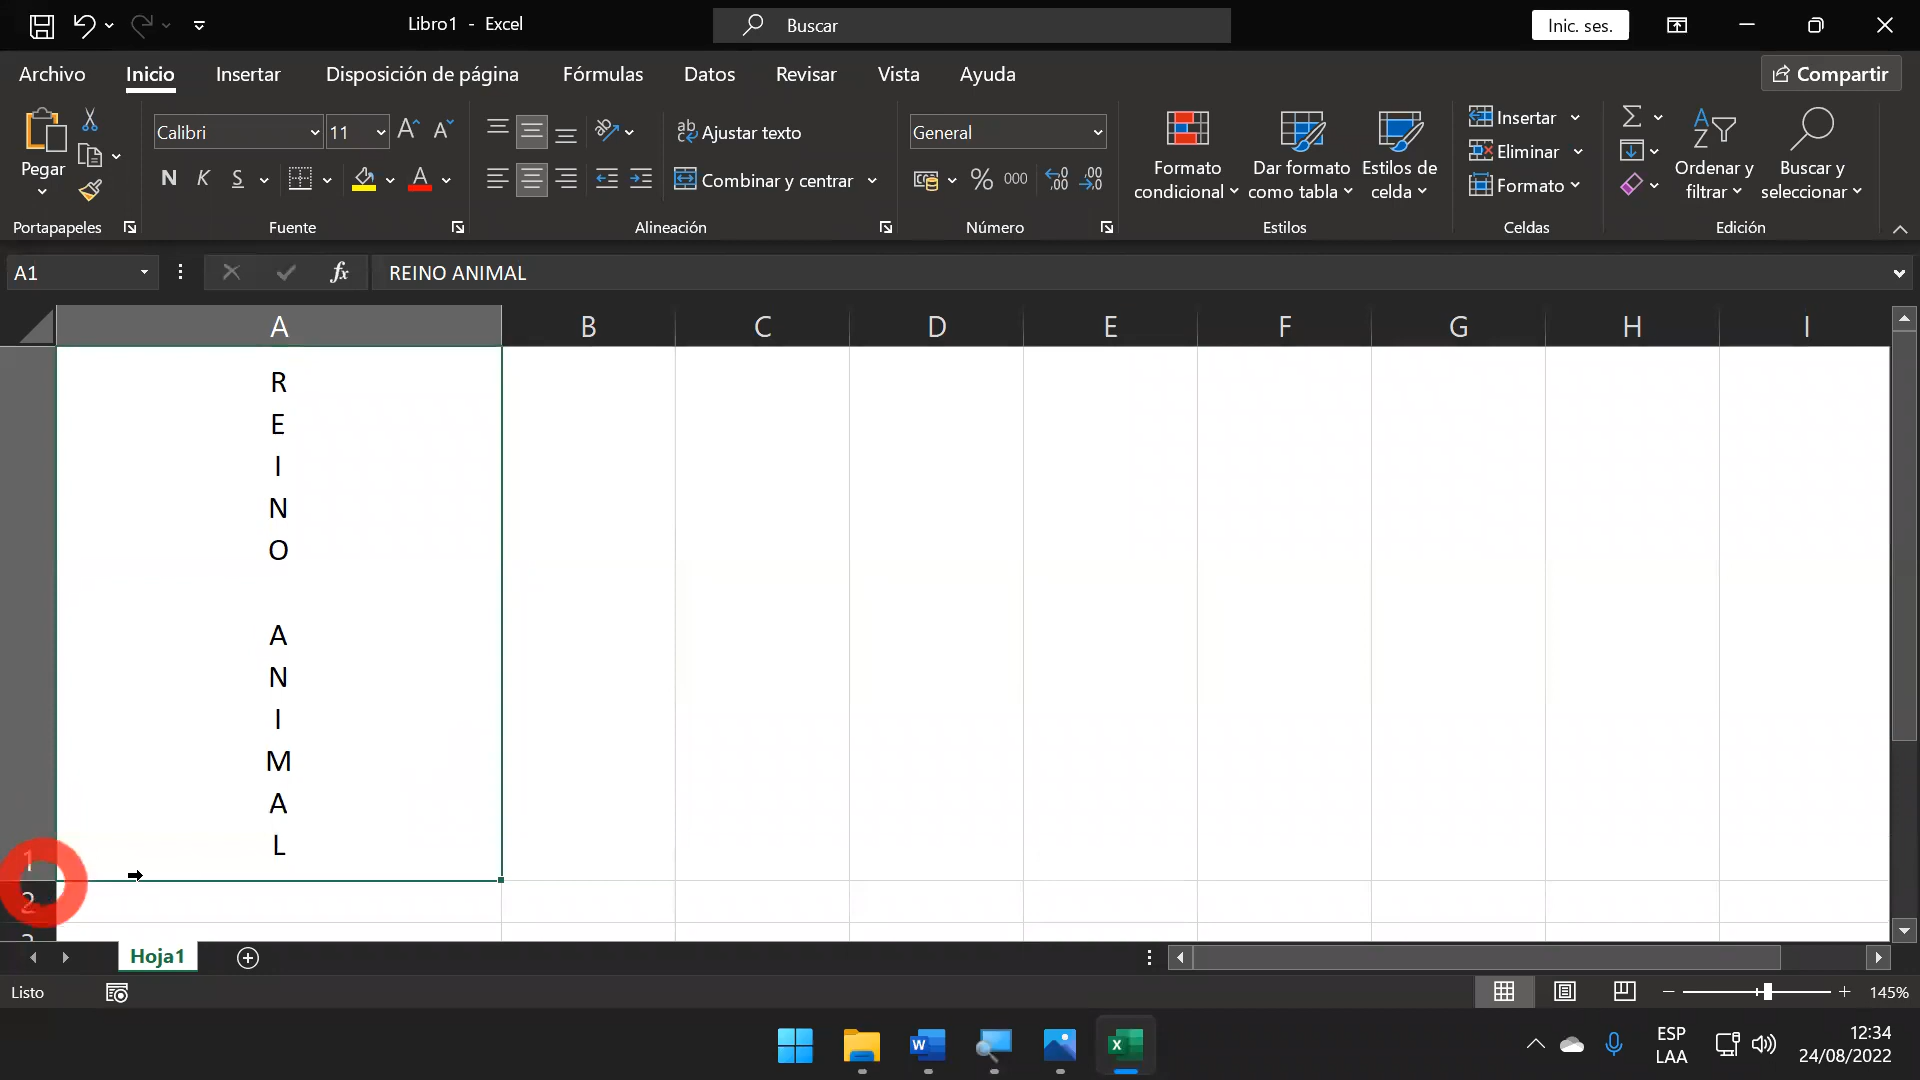 Libro1 - Excel
Buscar
Inic. ses.
Archivo Inicio Insertar Disposición de página Fórmulas Datos Revisar Vista Ayuda
Compartir
Pegar
Portapapeles
Calibri 11
N K S A
Fuente
Ajustar texto
Combinar y centrar
Alineación
General
% 000
Número
Formato condicional
Dar formato como tabla
Estilos de celda
Estilos
Insertar
Eliminar
Formato
Celdas
Ordenar y filtrar
Buscar y seleccionar
Edición
A1
fx
REINO ANIMAL
A B C D E F G H I
R
E
I
N
O
A
N
I
M
A
L
1
2
Hoja1
Listo
145%
ESP
LAA
12:34
24/08/2022